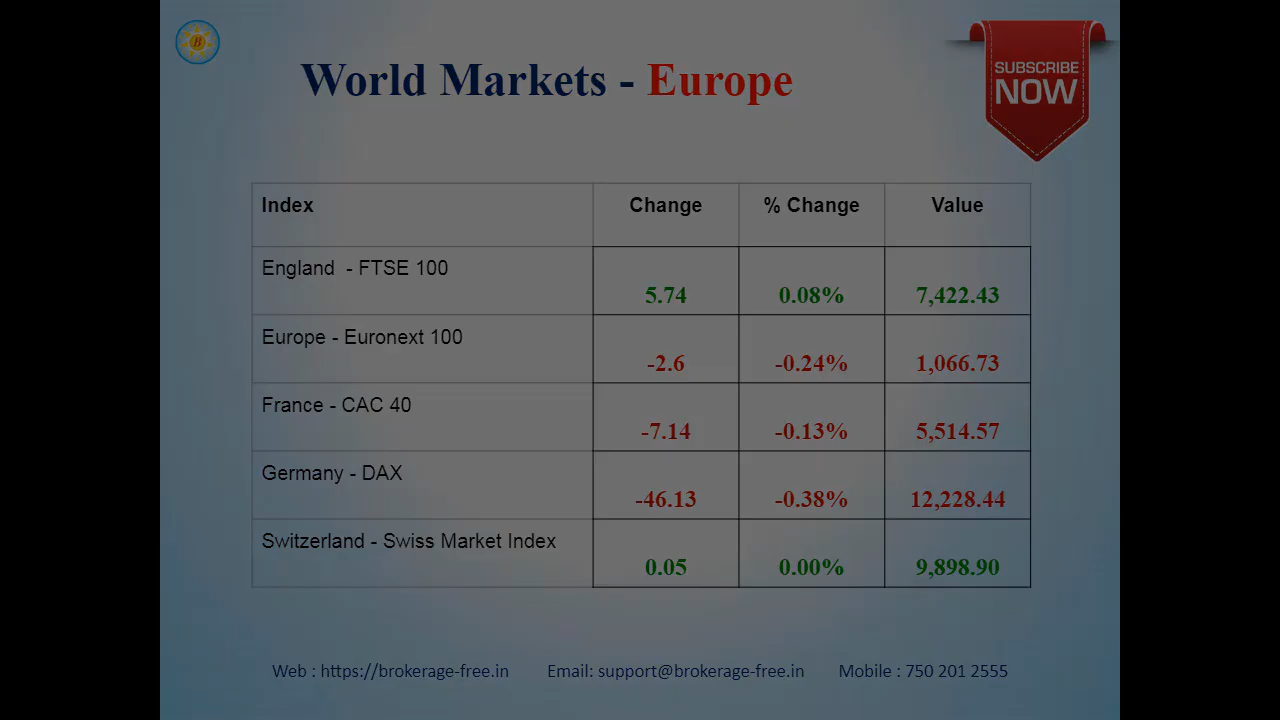 B
World Markets - Europe
SUBSCRIBE
NOW
Index Change % Change Value
England - FTSE 100 5.74 0.08% 7,422.43
Europe - Euronext 100 -2.6 -0.24% 1,066.73
France - CAC 40 -7.14 -0.13% 5,514.57
Germany - DAX -46.13 -0.38% 12,228.44
Switzerland - Swiss Market Index 0.05 0.00% 9,898.90
Web : https://brokerage-free.in Email: support@brokerage-free.in Mobile : 750 201 2555